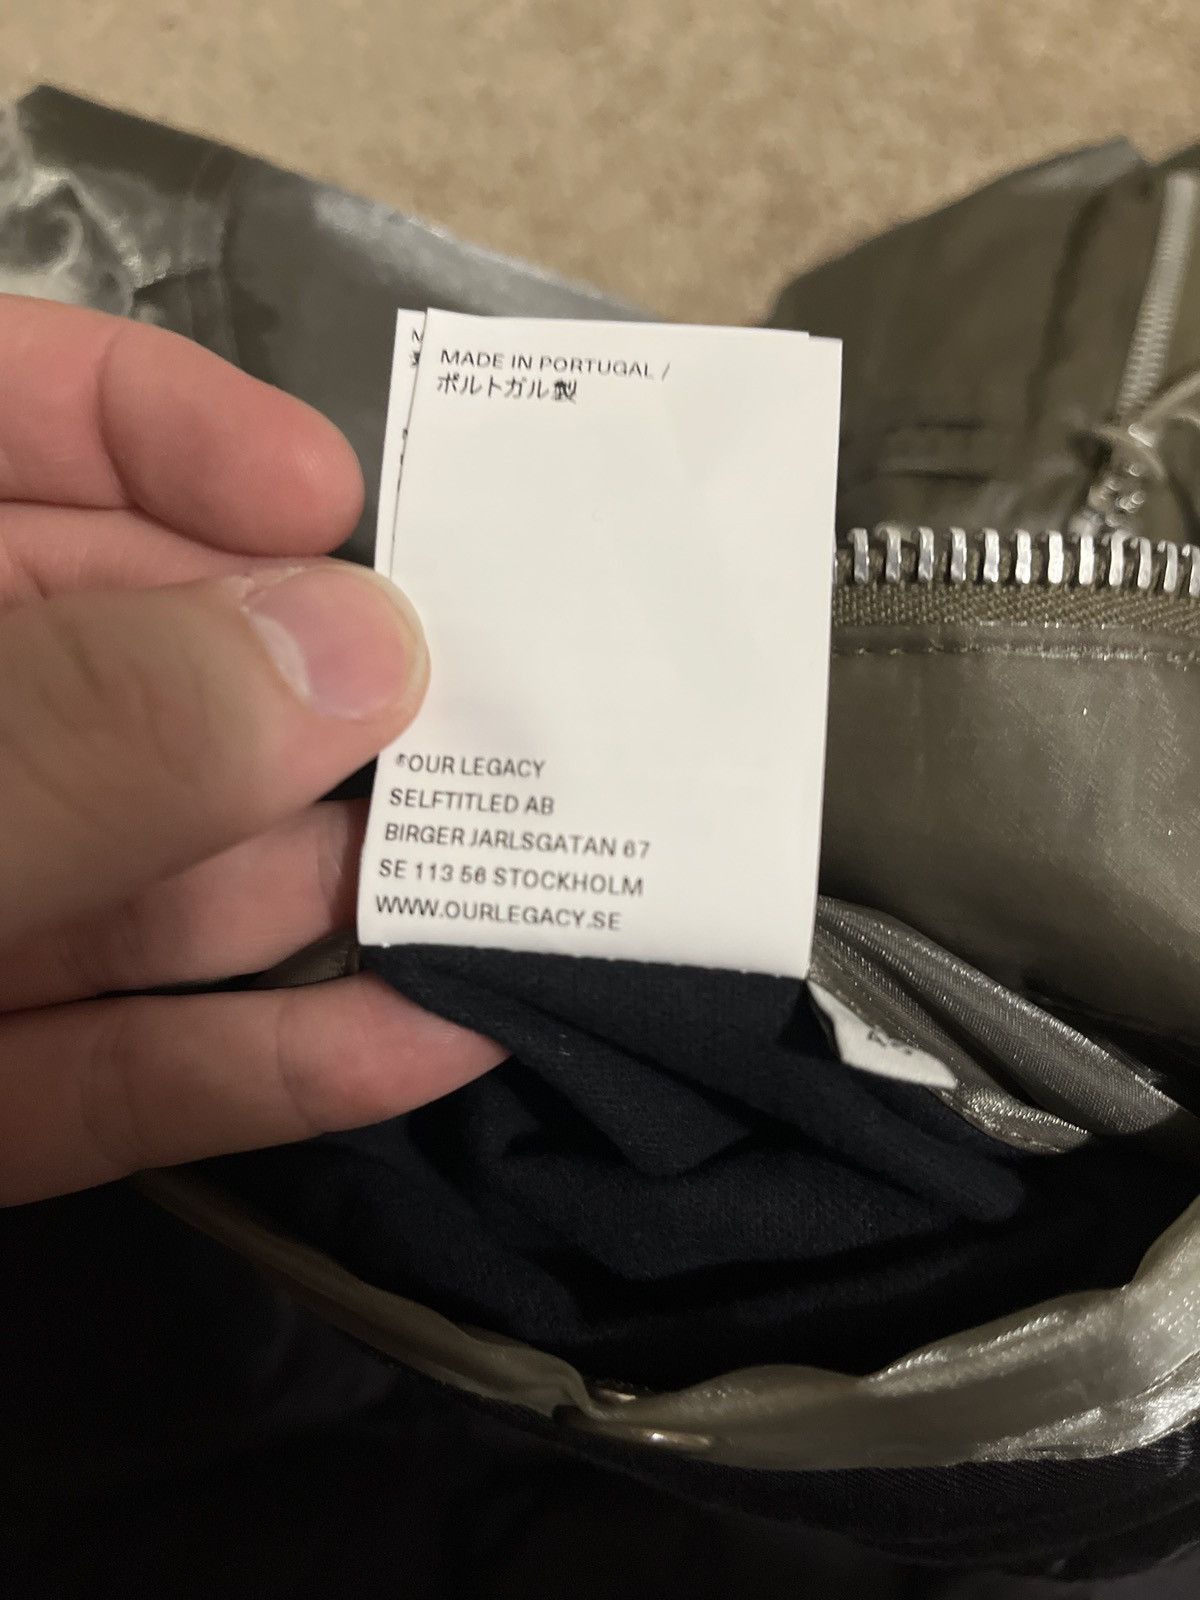 MADE IN PORTUGAL /
ポルトガル製
©OUR LEGACY
SELFTITLED AB
BIRGER JARLSGATAN 67
SE 113 56 STOCKHOLM
WWW.OURLEGACY.SE